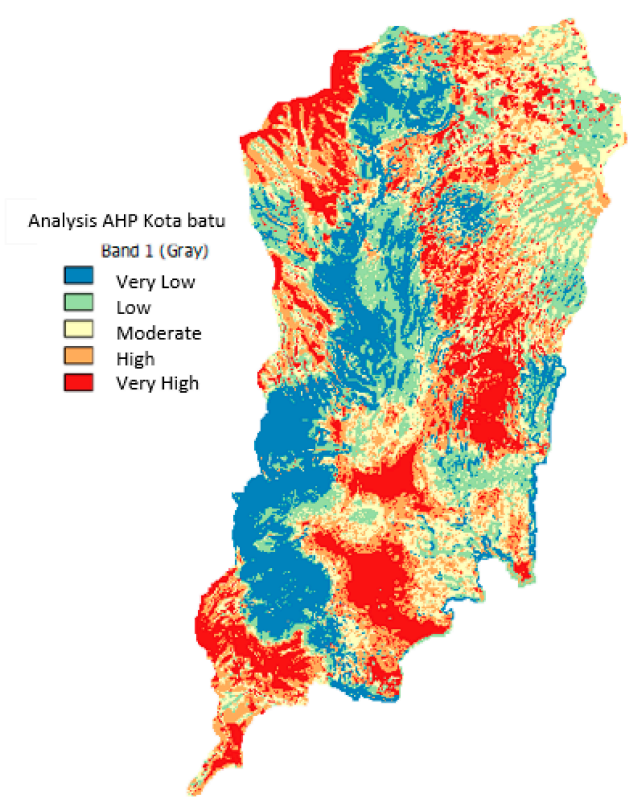 Analysis AHP Kota batu
Band 1 (Gray)
Very Low
Low
Moderate
High
Very High